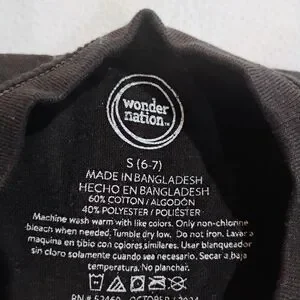 wonder
nation™
S (6-7)
MADE IN BANGLADESH
HECHO EN BANGLADESH
60% COTTON / ALGODÓN
40% POLYESTER / POLIÉSTER
Machine wash warm with like colors. Only non-chlorine
bleach when needed. Tumble dry low. Do not iron. Lavar a
maquina en tibio con colores similares. Usar blanqueador
sin cloro solamente cuando sea necesario. Secar a baja
temperatura. No planchar.